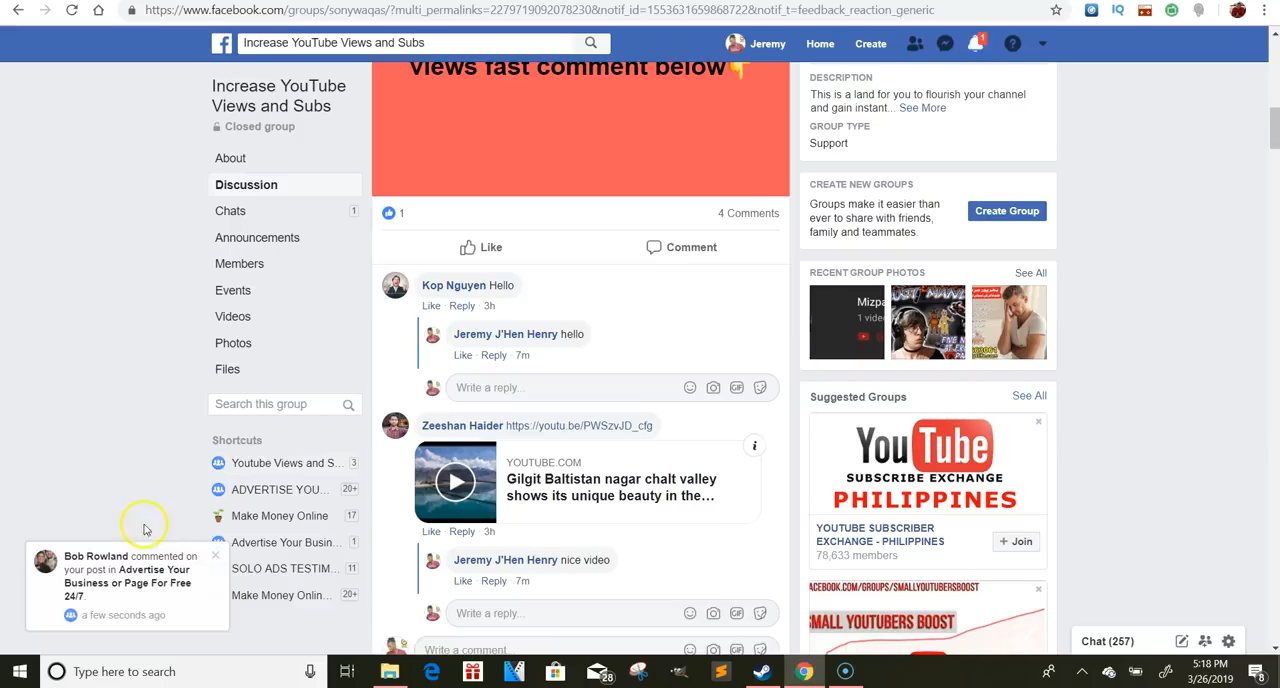 https://www.facebook.com/groups/sonywaqas/?multi_permalinks=2279719092078230&notif_id=1553631659868722&notif_t=feedback_reaction_generic
Increase YouTube Views and Subs
Jeremy
Home
Create
1
Increase YouTube
Views and Subs
Closed group
About
Discussion
Chats
1
Announcements
Members
Events
Videos
Photos
Files
Search this group
Shortcuts
Youtube Views and S...
3
ADVERTISE YOU...
20+
Make Money Online
17
Advertise Your Busin...
1
SOLO ADS TESTIM...
11
Make Money Onlin...
20+
Bob Rowland commented on
your post in Advertise Your
Business or Page For Free
24/7.
a few seconds ago
views fast comment below👇
1
4 Comments
Like
Comment
Kop Nguyen Hello
Like · Reply · 3h
Jeremy J'Hen Henry hello
Like · Reply · 7m
Write a reply...
GIF
Zeeshan Haider https://youtu.be/PWSzvJD_cfg
YOUTUBE.COM
Gilgit Baltistan nagar chalt valley
shows its unique beauty in the...
i
Like · Reply · 3h
Jeremy J'Hen Henry nice video
Like · Reply · 7m
Write a reply...
GIF
Write a comment...
DESCRIPTION
This is a land for you to flourish your channel
and gain instant... See More
GROUP TYPE
Support
CREATE NEW GROUPS
Groups make it easier than
ever to share with friends,
family and teammates.
Create Group
RECENT GROUP PHOTOS
See All
Mizpa
1 video
Suggested Groups
See All
YouTube
SUBSCRIBE EXCHANGE
PHILIPPINES
YOUTUBE SUBSCRIBER
EXCHANGE - PHILIPPINES
78,633 members
+ Join
ACEBOOK.COM/GROUPS/SMALLYOUTUBERSBOOST
SMALL YOUTUBERS BOOST
Chat (257)
Type here to search
28
5:18 PM
3/26/2019
8